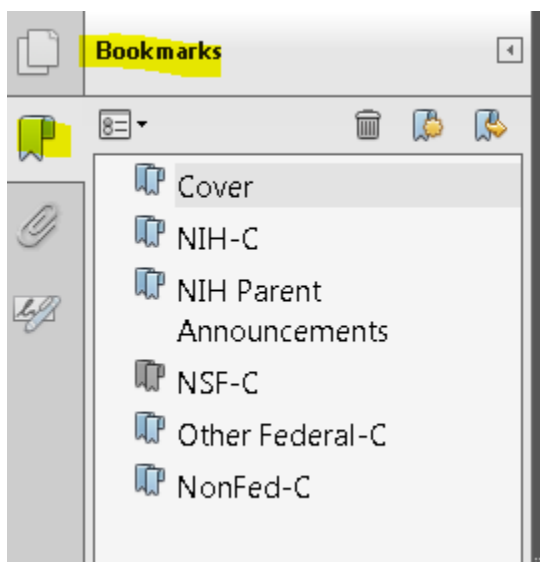 Bookmarks
Cover
NIH-C
NIH Parent
Announcements
NSF-C
Other Federal-C
NonFed-C